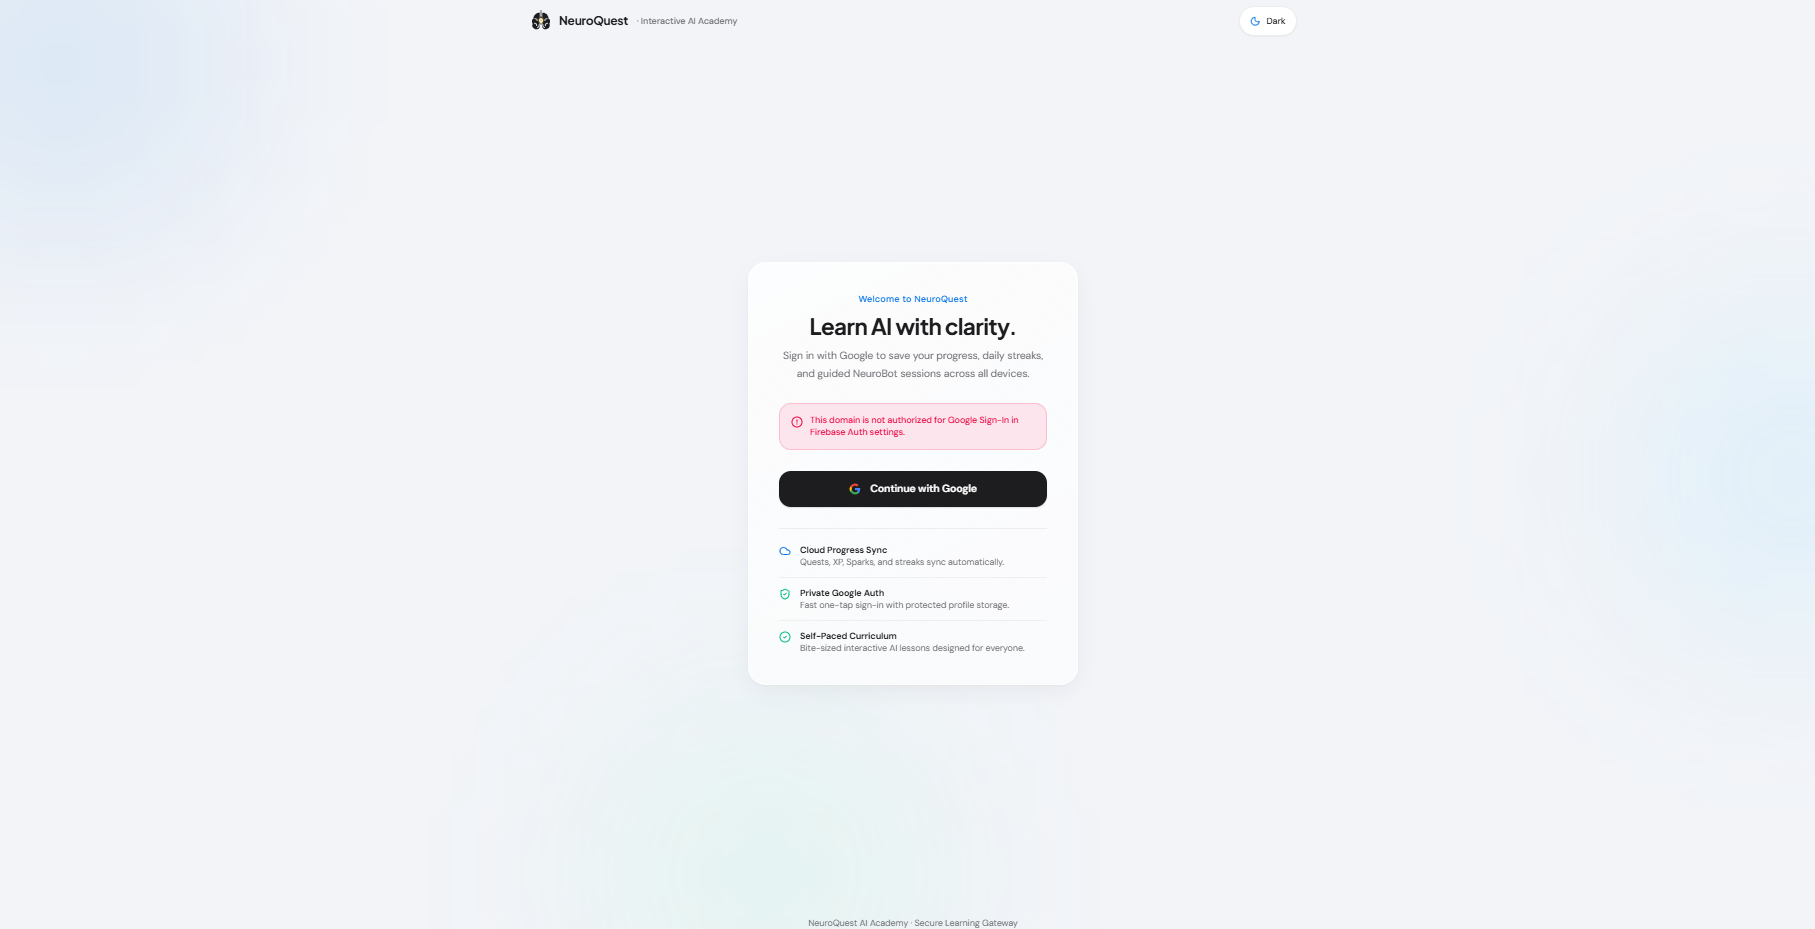 NeuroQuest · Interactive AI Academy
Dark
Welcome to NeuroQuest
Learn AI with clarity.
Sign in with Google to save your progress, daily streaks,
and guided NeuroBot sessions across all devices.
This domain is not authorized for Google Sign-In in
Firebase Auth settings.
Continue with Google
Cloud Progress Sync
Quests, XP, Sparks, and streaks sync automatically.
Private Google Auth
Fast one-tap sign-in with protected profile storage.
Self-Paced Curriculum
Bite-sized interactive AI lessons designed for everyone.
NeuroQuest AI Academy · Secure Learning Gateway